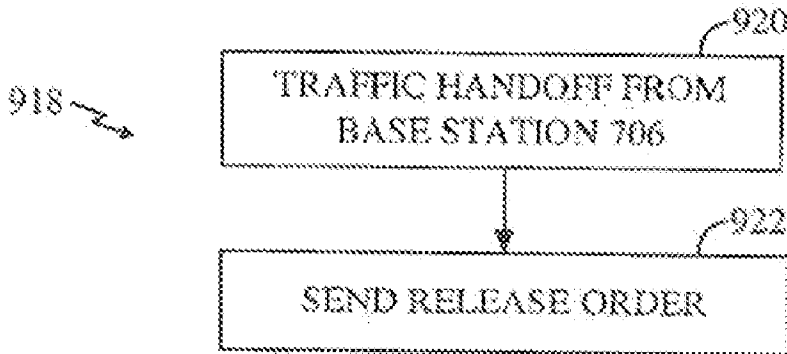 920
918
TRAFFIC HANDOFF FROM
BASE STATION 706
922
SEND RELEASE ORDER